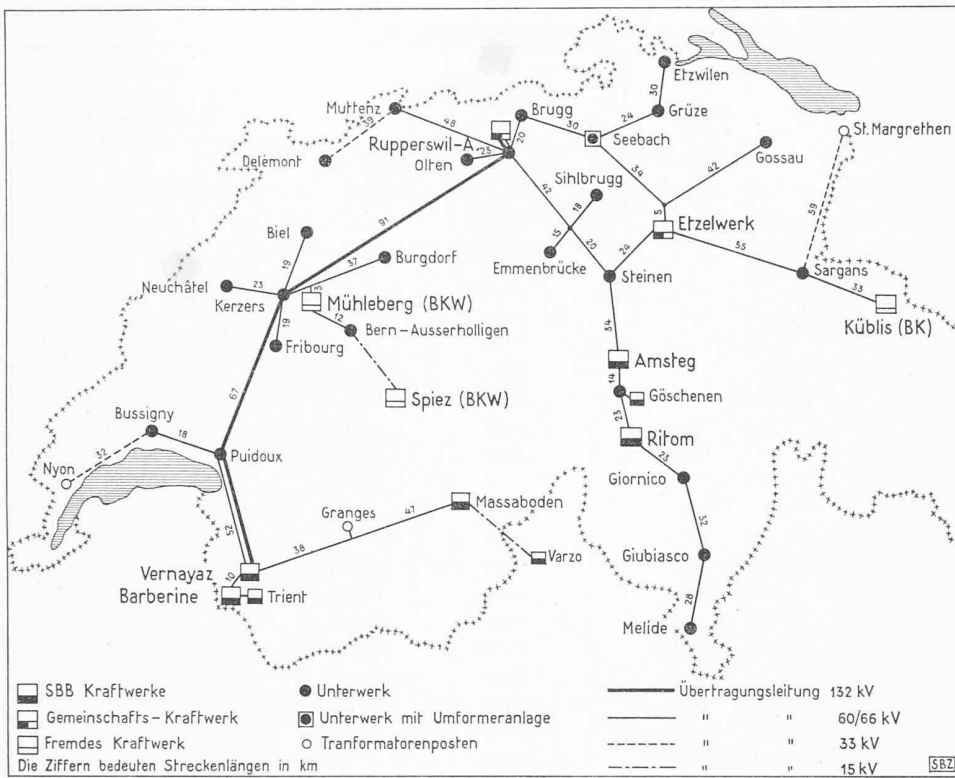 Etzwilen
30
Muttenz
Brugg
Grüze
59
48
20
30
24
St. Margrethen
Rupperswil-A.
Seebach
Delémont
23
Olten
Gossau
Sihlbrugg
34
42
42
18
59
91
5
Etzelwerk
Biel
15
20
24
55
19
37
Burgdorf
Emmenbrücke
Steinen
Sargans
Neuchâtel
23
33
Kerzers
13
Mühleberg (BKW)
Küblis (BK)
19
12
Bern-Ausserholligen
34
Fribourg
Amsteg
67
14
Spiez (BKW)
Göschenen
Bussigny
23
18
Ritom
32
Puidoux
23
Nyon
Giornico
Massaboden
Granges
47
52
52
38
Giubiasco
Varzo
Vernayaz
10
Barberine
Trient
28
Melide
SBB Kraftwerke
Unterwerk
Übertragungsleitung 132 kV
Gemeinschafts-Kraftwerk
Unterwerk mit Umformeranlage
" " 60/66 kV
Fremdes Kraftwerk
Tranformatorenposten
" " 33 kV
Die Ziffern bedeuten Streckenlängen in km
" " 15 kV
SBZ